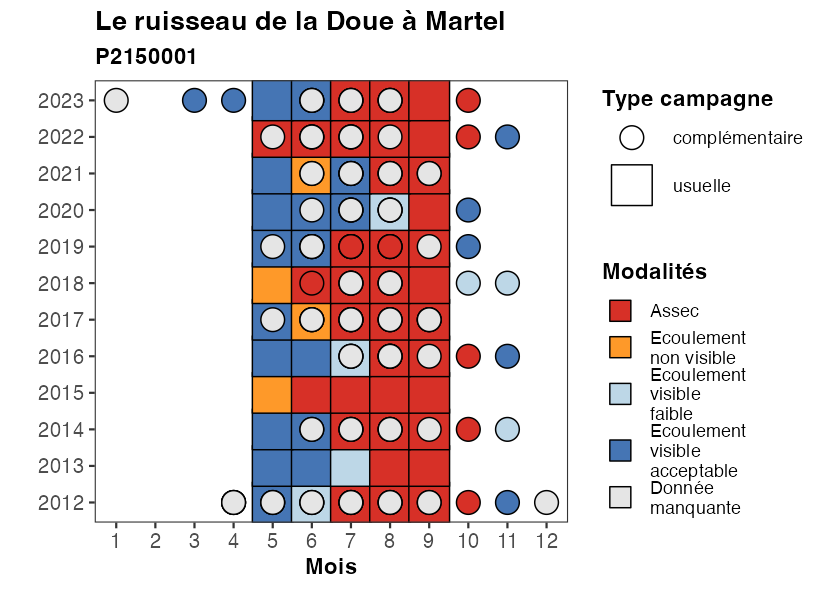 Le ruisseau de la Doue à Martel
P2150001
2023
2022
2021
2020
2019
2018
2017
2016
2015
2014
2013
2012
1 2 3 4 5 6 7 8 9 10 11 12
Mois
Type campagne
complémentaire
usuelle
Modalités
Assec
Ecoulement
non visible
Ecoulement
visible
faible
Ecoulement
visible
acceptable
Donnée
manquante